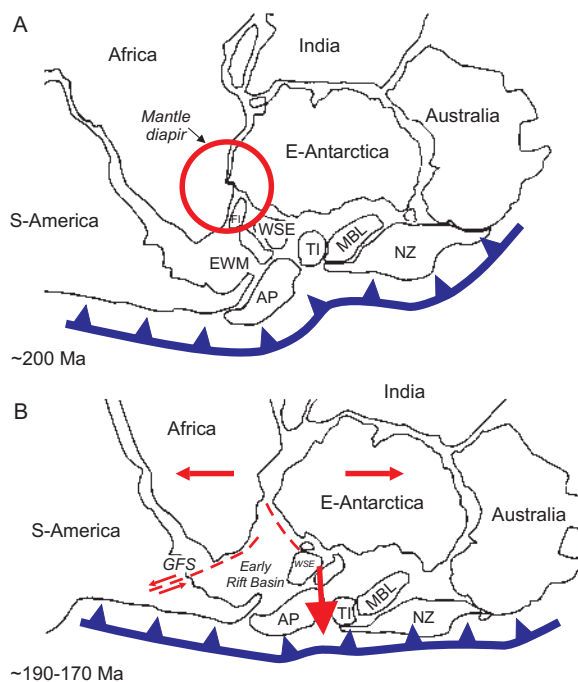 A
Africa
India
Mantle
diapir
Australia
E-Antarctica
S-America
FI
WSE
EWM
TI
MBL
NZ
AP
~200 Ma
B
India
Africa
E-Antarctica
Australia
S-America
GFS
Early
Rift Basin
WSE
AP
TI
MBL
NZ
~190-170 Ma